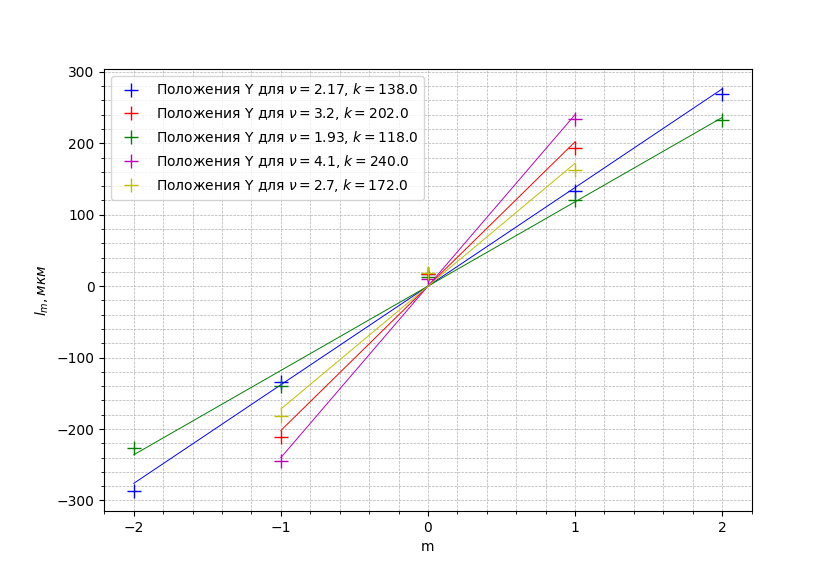 300
200
100
0
−100
−200
−300
l_m, мкм
Положения Y для ν = 2.17, k = 138.0
Положения Y для ν = 3.2, k = 202.0
Положения Y для ν = 1.93, k = 118.0
Положения Y для ν = 4.1, k = 240.0
Положения Y для ν = 2.7, k = 172.0
−2
−1
0
1
2
m